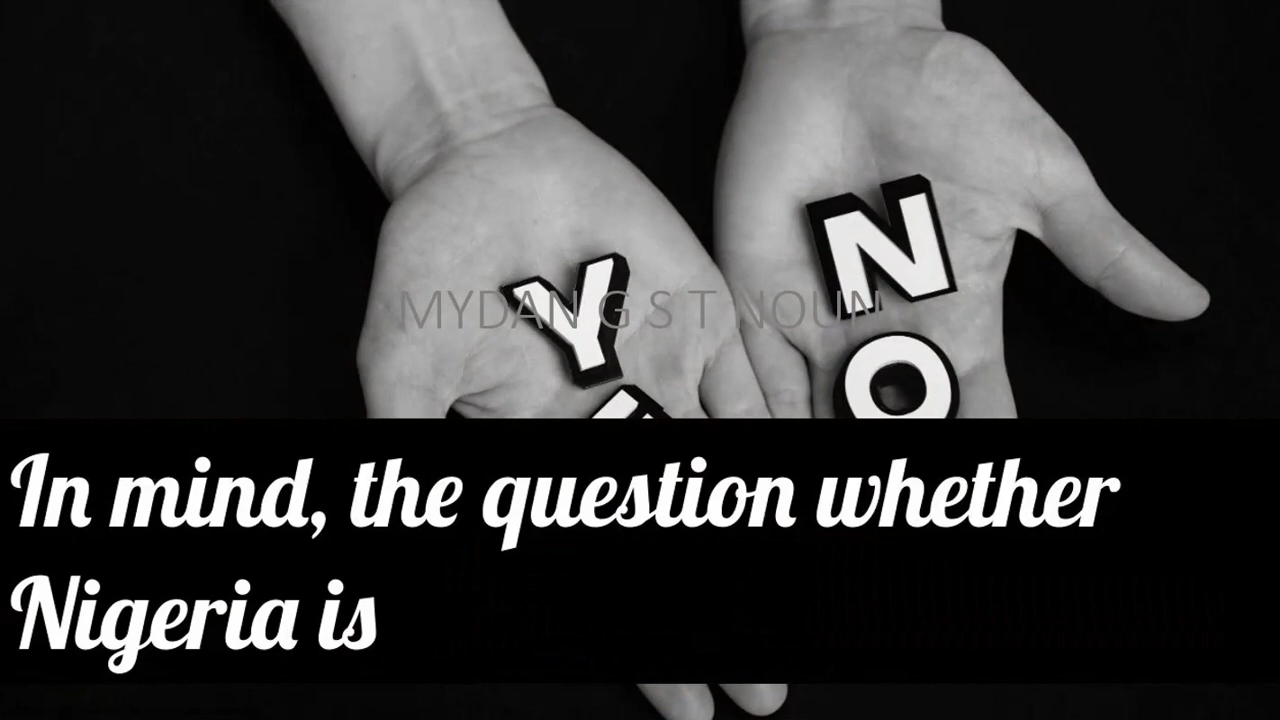 Y
N
O
MYDAN G S T NOUN
In mind, the question whether
Nigeria is